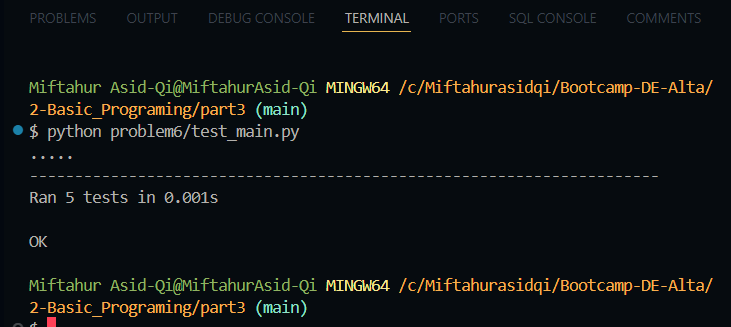 PROBLEMS OUTPUT DEBUG CONSOLE TERMINAL PORTS SQL CONSOLE COMMENTS
Miftahur Asid-Qi@MiftahurAsid-Qi MINGW64 /c/Miftahurasidqi/Bootcamp-DE-Alta/
2-Basic_Programing/part3 (main)
$ python problem6/test_main.py
.....
----------------------------------------------------------------------
Ran 5 tests in 0.001s
OK
Miftahur Asid-Qi@MiftahurAsid-Qi MINGW64 /c/Miftahurasidqi/Bootcamp-DE-Alta/
2-Basic_Programing/part3 (main)
$